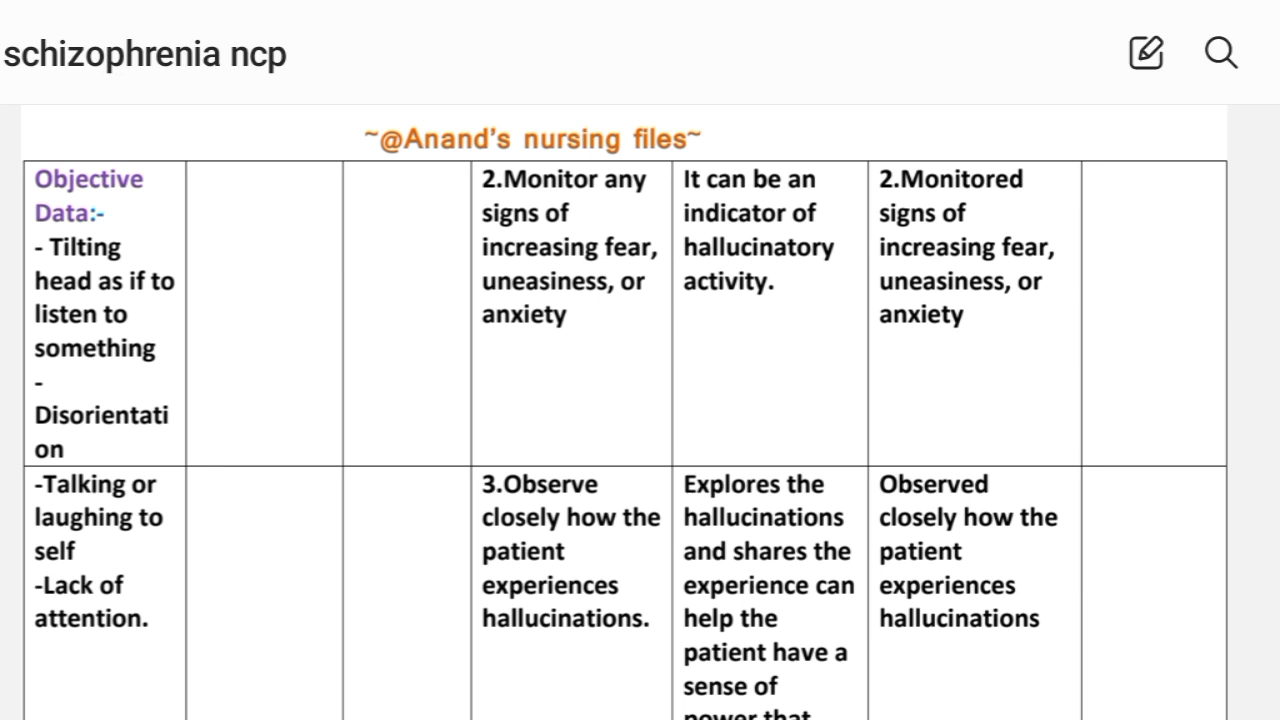 schizophrenia ncp
~@Anand's nursing files~
Objective
Data:-
- Tilting
head as if to
listen to
something
-
Disorientati
on
2.Monitor any
signs of
increasing fear,
uneasiness, or
anxiety
It can be an
indicator of
hallucinatory
activity.
2.Monitored
signs of
increasing fear,
uneasiness, or
anxiety
-Talking or
laughing to
self
-Lack of
attention.
3.Observe
closely how the
patient
experiences
hallucinations.
Explores the
hallucinations
and shares the
experience can
help the
patient have a
sense of
power that
Observed
closely how the
patient
experiences
hallucinations